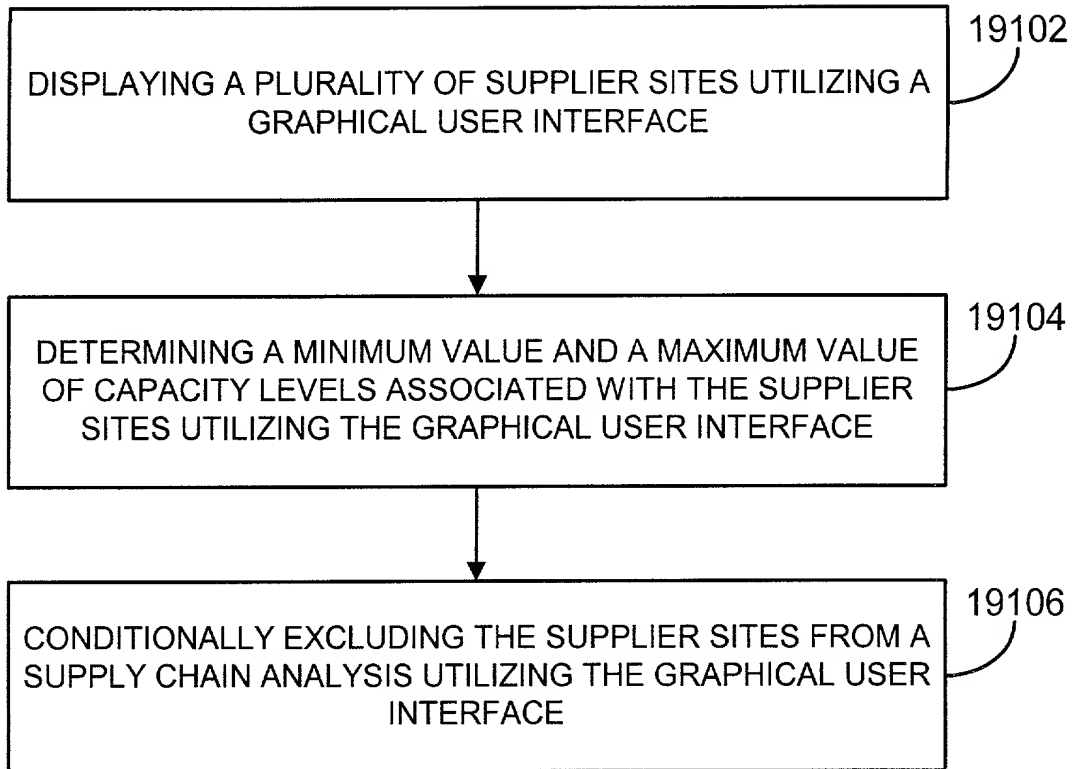 19102
DISPLAYING A PLURALITY OF SUPPLIER SITES UTILIZING A
GRAPHICAL USER INTERFACE
19104
DETERMINING A MINIMUM VALUE AND A MAXIMUM VALUE
OF CAPACITY LEVELS ASSOCIATED WITH THE SUPPLIER
SITES UTILIZING THE GRAPHICAL USER INTERFACE
19106
CONDITIONALLY EXCLUDING THE SUPPLIER SITES FROM A
SUPPLY CHAIN ANALYSIS UTILIZING THE GRAPHICAL USER
INTERFACE